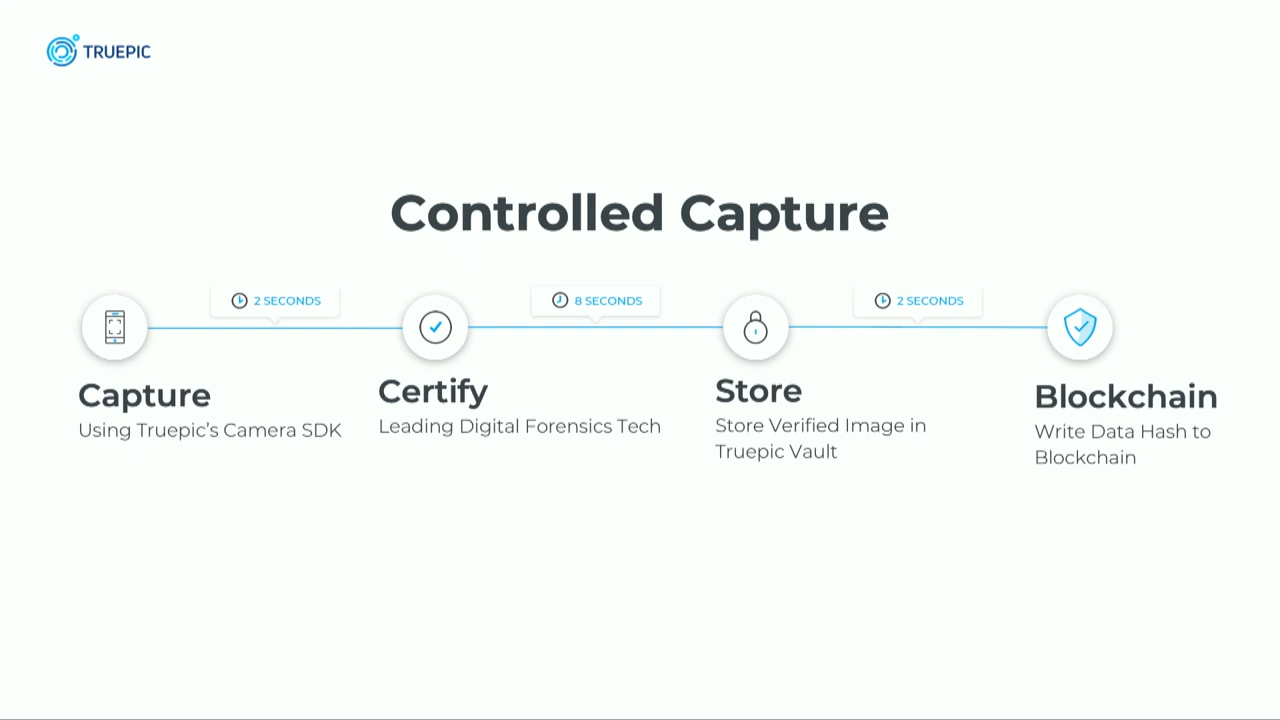 TRUEPIC
Controlled Capture
2 SECONDS
8 SECONDS
2 SECONDS
Capture
Using Truepic's Camera SDK
Certify
Leading Digital Forensics Tech
Store
Store Verified Image in
Truepic Vault
Blockchain
Write Data Hash to
Blockchain